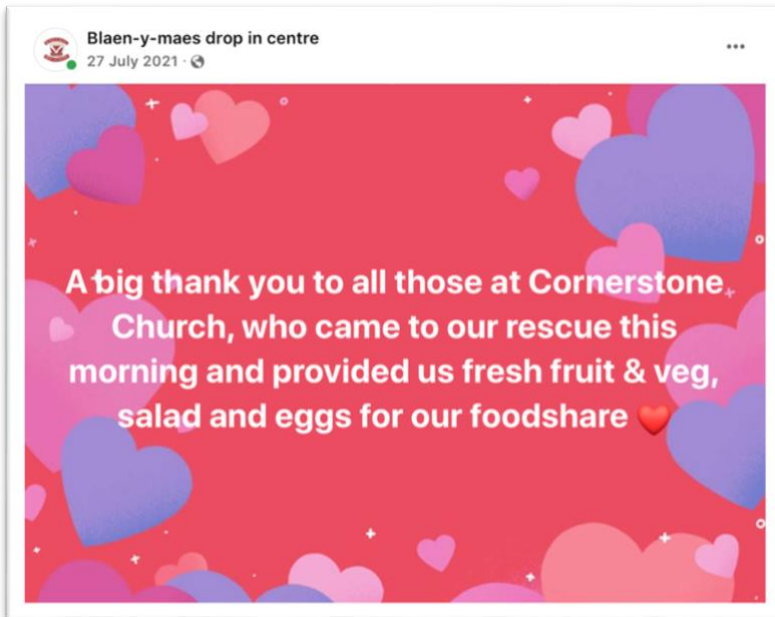 Blaen-y-maes drop in centre
27 July 2021 ·
A big thank you to all those at Cornerstone
Church, who came to our rescue this
morning and provided us fresh fruit & veg,
salad and eggs for our foodshare ❤️